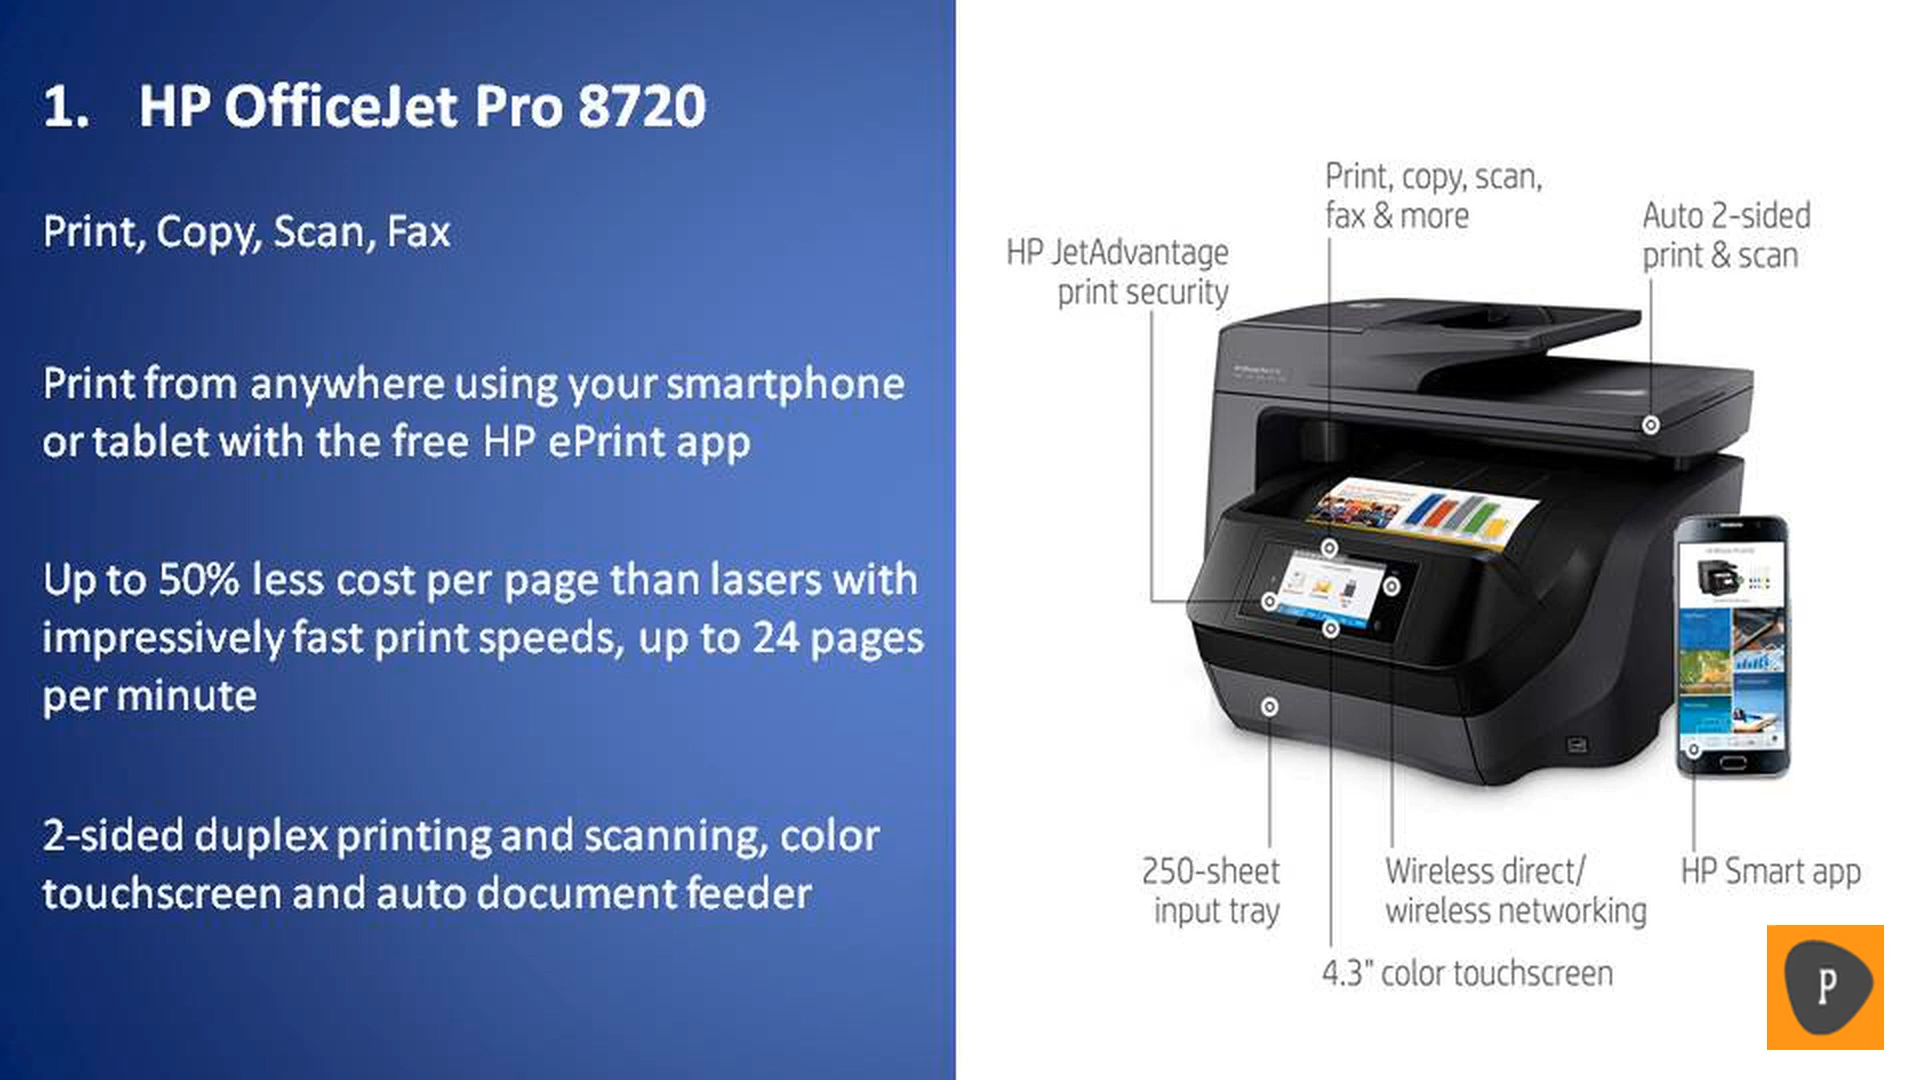 1. HP OfficeJet Pro 8720
Print, Copy, Scan, Fax
Print from anywhere using your smartphone
or tablet with the free HP ePrint app
Up to 50% less cost per page than lasers with
impressively fast print speeds, up to 24 pages
per minute
2-sided duplex printing and scanning, color
touchscreen and auto document feeder
Print, copy, scan,
fax & more
Auto 2-sided
print & scan
HP JetAdvantage
print security
250-sheet
input tray
Wireless direct/
wireless networking
HP Smart app
4.3" color touchscreen
P